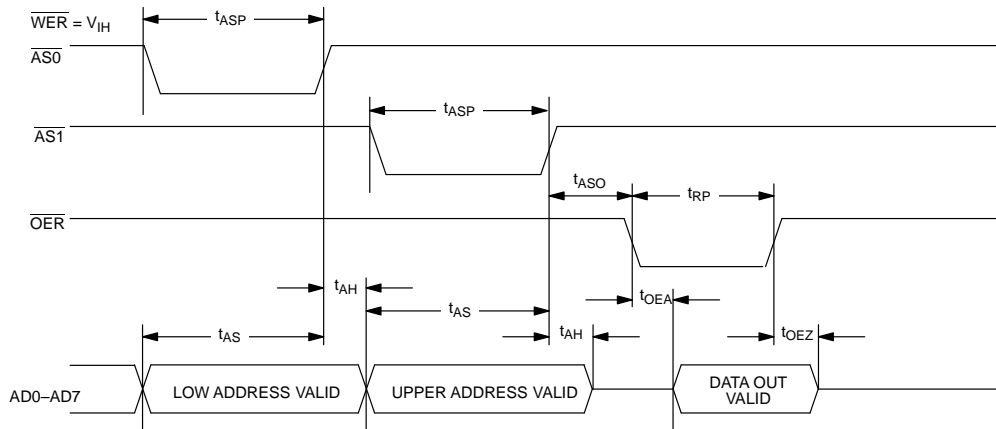 WER = VIH
tASP
AS0
tASP
AS1
tASO
tRP
OER
tAH
tOEA
tAS
tAS
tAH
tOEZ
AD0–AD7
LOW ADDRESS VALID
UPPER ADDRESS VALID
DATA OUT
VALID